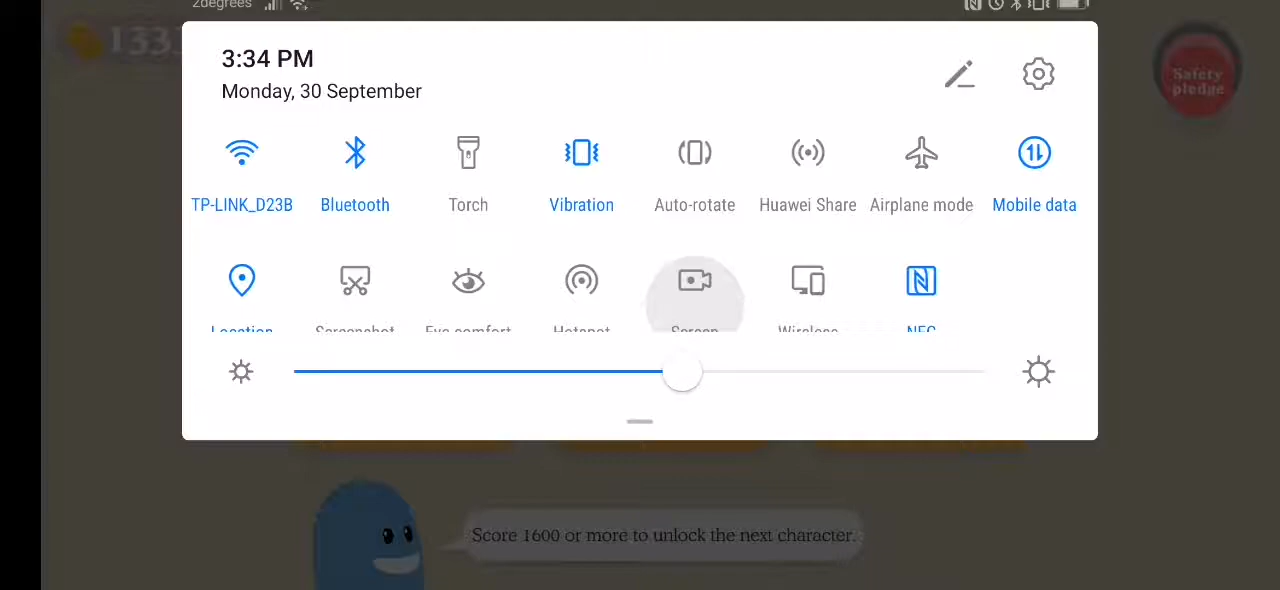 2degrees
1333
Safety
pledge
3:34 PM
Monday, 30 September
TP-LINK_D23B Bluetooth Torch Vibration Auto-rotate Huawei Share Airplane mode Mobile data
Location Screenshot Eye comfort Hotspot Screen Wireless NFC
Score 1600 or more to unlock the next character.